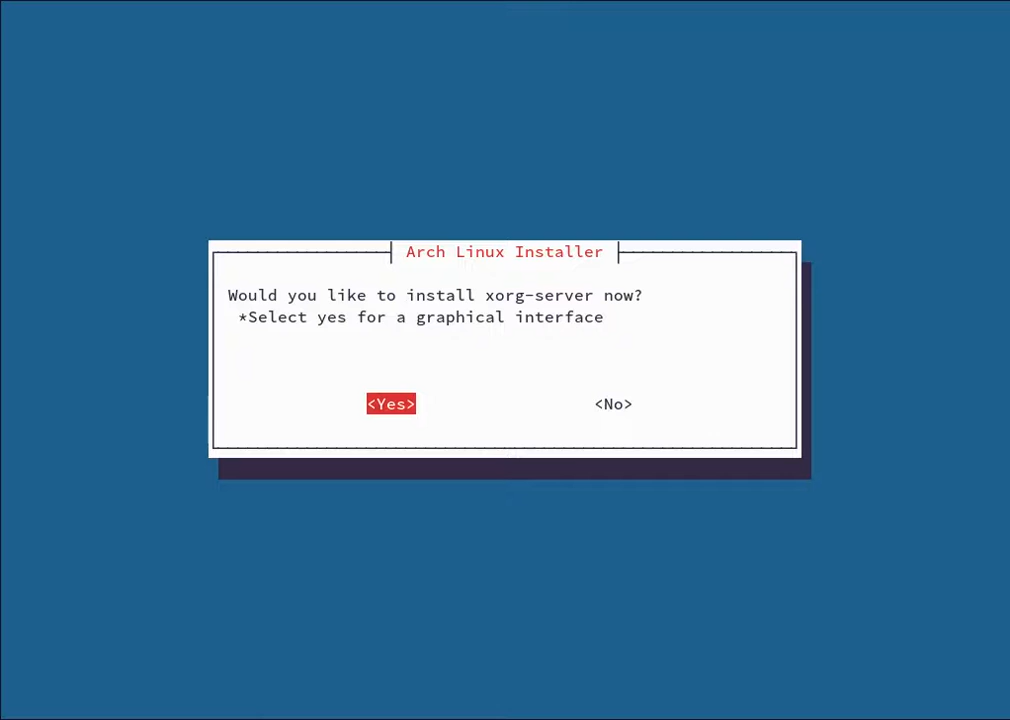 Arch Linux Installer
Would you like to install xorg-server now?
*Select yes for a graphical interface
<Yes> <No>